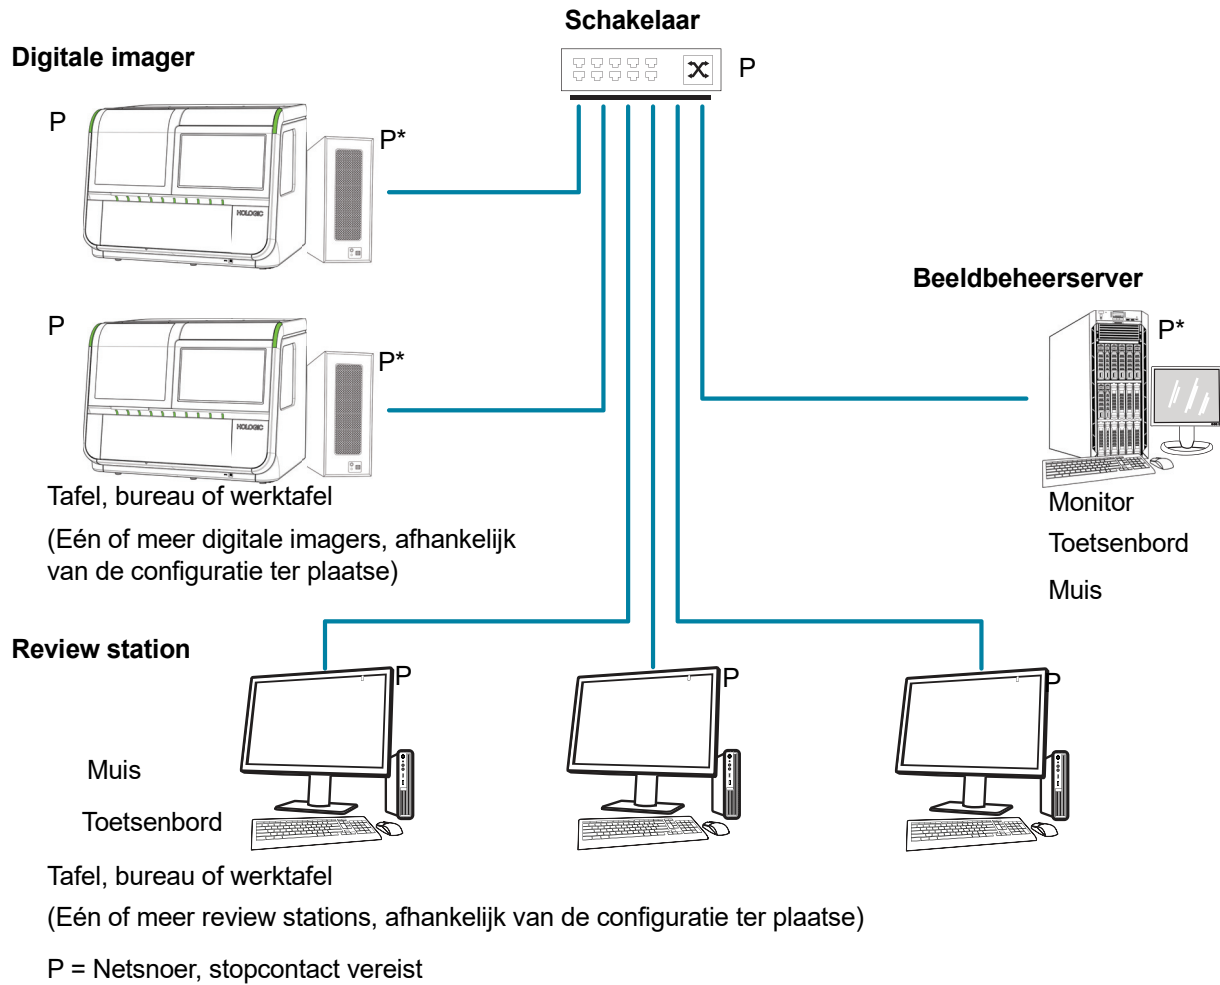 Schakelaar
P
Digitale imager
P
P*
HOLOGIC
P
P*
HOLOGIC
Tafel, bureau of werktafel
(Eén of meer digitale imagers, afhankelijk
van de configuratie ter plaatse)
Beeldbeheerserver
P*
Monitor
Toetsenbord
Muis
Review station
P
P
P
Muis
Toetsenbord
Tafel, bureau of werktafel
(Eén of meer review stations, afhankelijk van de configuratie ter plaatse)
P = Netsnoer, stopcontact vereist